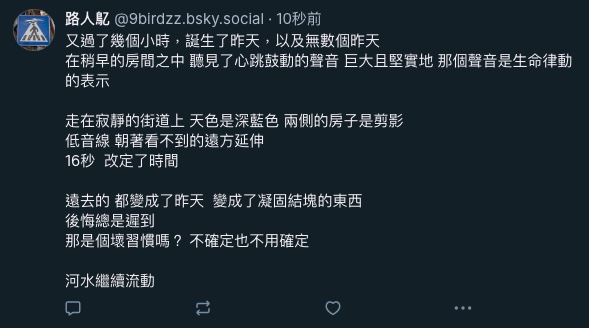 路人鳦 @9birdzz.bsky.social · 10秒前
又過了幾個小時，誕生了昨天，以及無數個昨天
在稍早的房間之中 聽見了心跳鼓動的聲音 巨大且堅實地 那個聲音是生命律動
的表示
走在寂靜的街道上 天色是深藍色 兩側的房子是剪影
低音線 朝著看不到的遠方延伸
16秒  改定了時間
遠去的 都變成了昨天  變成了凝固結塊的東西
後悔總是遲到
那是個壞習慣嗎？ 不確定也不用確定
河水繼續流動